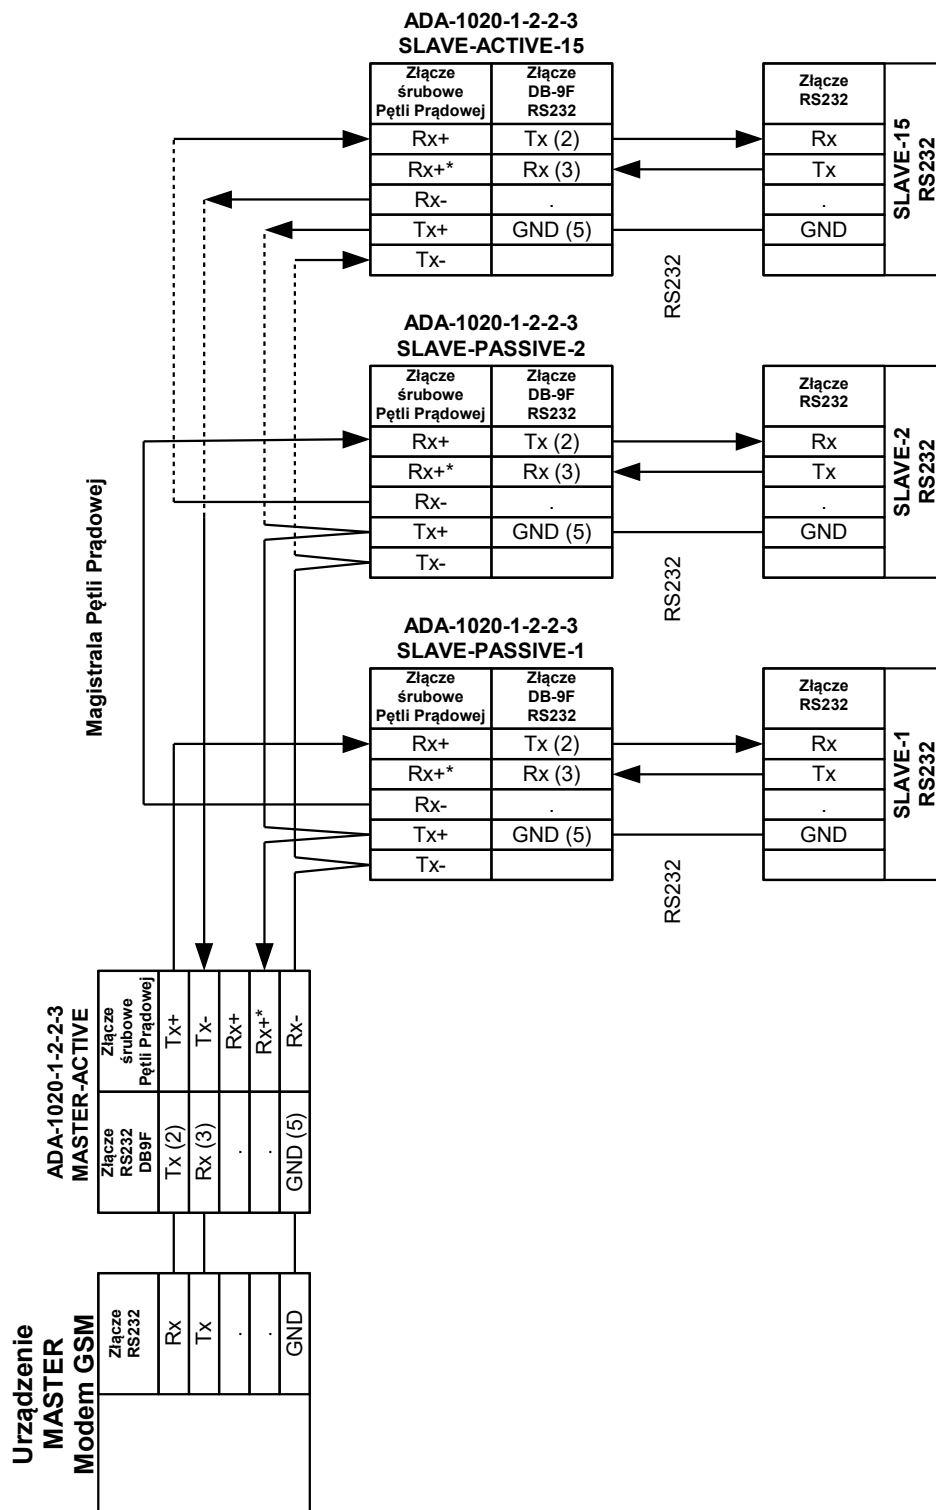 ADA-1020-1-2-2-3
SLAVE-ACTIVE-15
Złącze
śrubowe
Pętli Prądowej
Złącze
DB-9F
RS232
Rx+
Tx (2)
Rx+*
Rx (3)
Rx-
.
Tx+
GND (5)
Tx-
RS232
Złącze
RS232
Rx
Tx
.
GND
SLAVE-15
RS232
ADA-1020-1-2-2-3
SLAVE-PASSIVE-2
Złącze
śrubowe
Pętli Prądowej
Złącze
DB-9F
RS232
Rx+
Tx (2)
Rx+*
Rx (3)
Rx-
.
Tx+
GND (5)
Tx-
RS232
Złącze
RS232
Rx
Tx
.
GND
SLAVE-2
RS232
Magistrala Pętli Prądowej
ADA-1020-1-2-2-3
SLAVE-PASSIVE-1
Złącze
śrubowe
Pętli Prądowej
Złącze
DB-9F
RS232
Rx+
Tx (2)
Rx+*
Rx (3)
Rx-
.
Tx+
GND (5)
Tx-
RS232
Złącze
RS232
Rx
Tx
.
GND
SLAVE-1
RS232
ADA-1020-1-2-2-3
MASTER-ACTIVE
Złącze
śrubowe
Pętli Prądowej
Tx+
Tx-
Rx+
Rx+*
Rx-
Złącze
RS232
DB9F
Tx (2)
Rx (3)
.
.
GND (5)
Urządzenie
MASTER
Modem GSM
Złącze
RS232
Rx
Tx
.
.
GND